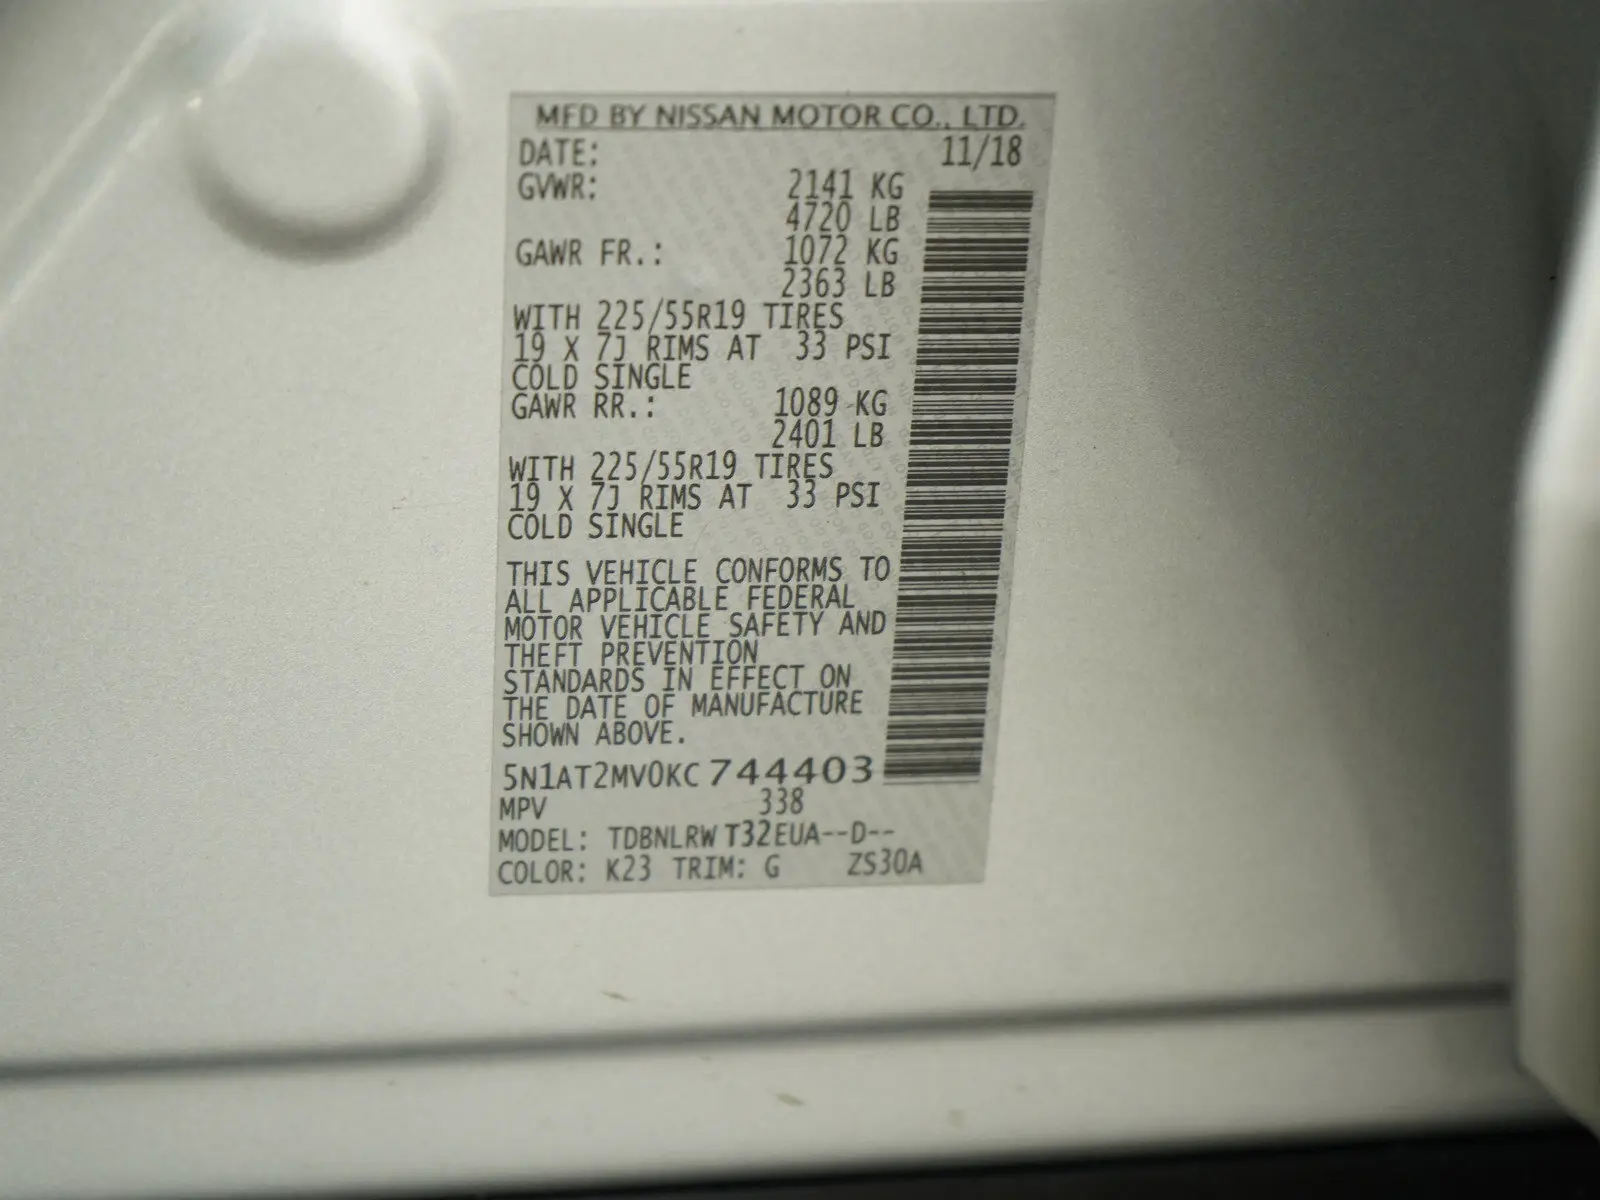 MFD BY NISSAN MOTOR CO., LTD.
DATE: 11/18
GVWR: 2141 KG
4720 LB
GAWR FR.: 1072 KG
2363 LB
WITH 225/55R19 TIRES
19 X 7J RIMS AT 33 PSI
COLD SINGLE
GAWR RR.: 1089 KG
2401 LB
WITH 225/55R19 TIRES
19 X 7J RIMS AT 33 PSI
COLD SINGLE
THIS VEHICLE CONFORMS TO
ALL APPLICABLE FEDERAL
MOTOR VEHICLE SAFETY AND
THEFT PREVENTION
STANDARDS IN EFFECT ON
THE DATE OF MANUFACTURE
SHOWN ABOVE.
5N1AT2MV0KC744403
MPV 338
MODEL: TDBNLRW T32EUA--D--
COLOR: K23 TRIM: G ZS30A